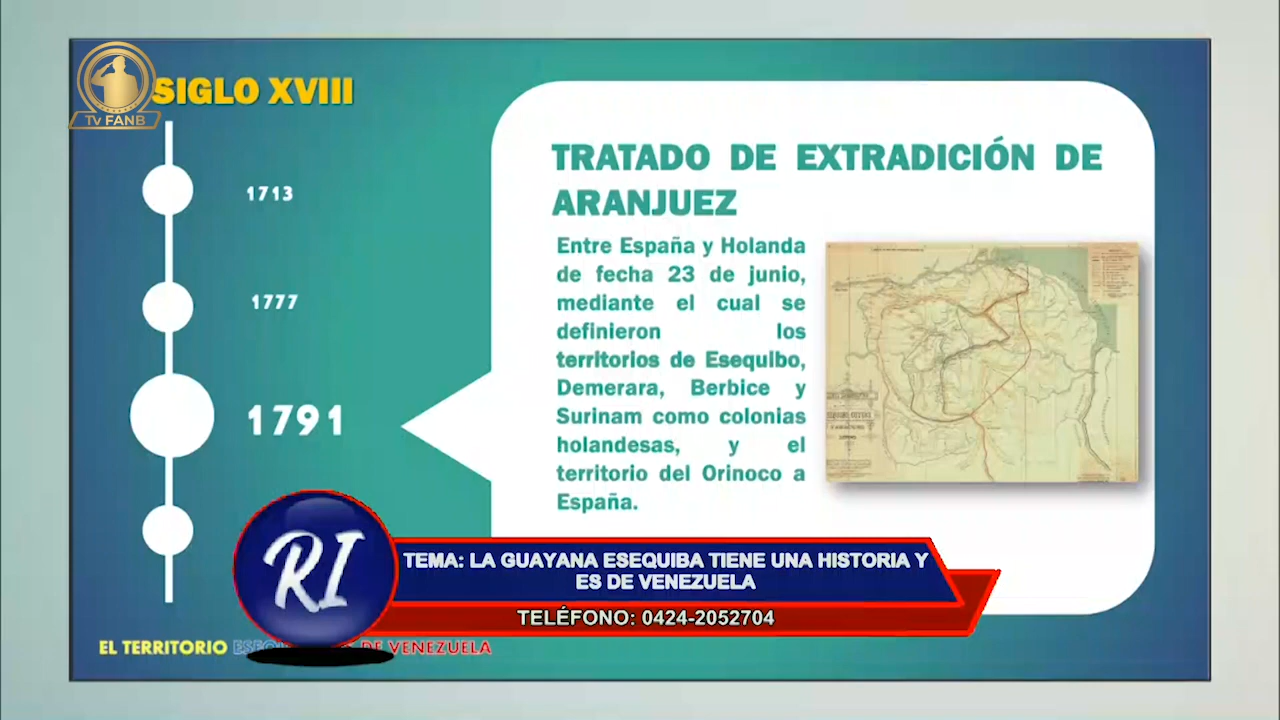 SIGLO XVIII
Tv FANB
1713
1777
1791
TRATADO DE EXTRADICIÓN DE
ARANJUEZ
Entre España y Holanda
de fecha 23 de junio,
mediante el cual se
definieron los
territorios de Esequibo,
Demerara, Berbice y
Surinam como colonias
holandesas, y el
territorio del Orinoco a
España.
RI
TEMA: LA GUAYANA ESEQUIBA TIENE UNA HISTORIA Y
ES DE VENEZUELA
TELÉFONO: 0424-2052704
EL TERRITORIO DE VENEZUELA